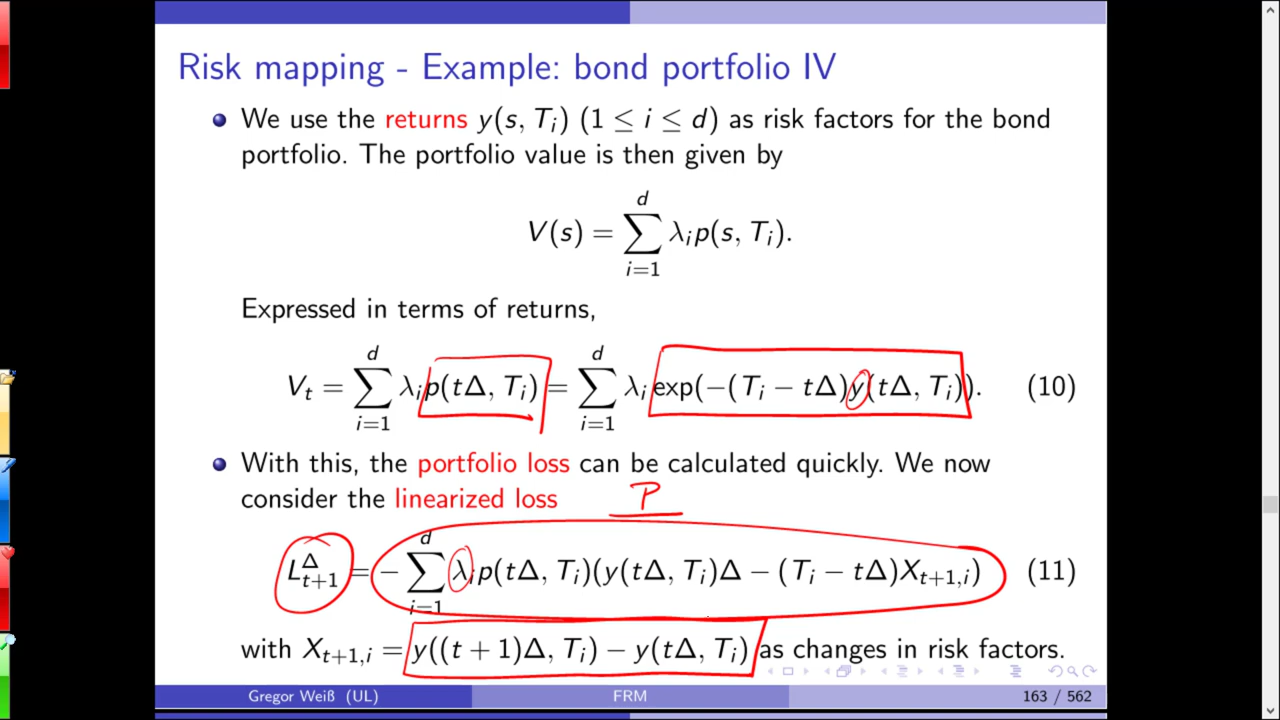 Risk mapping - Example: bond portfolio IV
We use the returns y(s, T_i) (1 ≤ i ≤ d) as risk factors for the bond
portfolio. The portfolio value is then given by
V(s) = ∑_{i=1}^{d} λ_i p(s, T_i).
Expressed in terms of returns,
V_t = ∑_{i=1}^{d} λ_i p(tΔ, T_i) = ∑_{i=1}^{d} λ_i exp(−(T_i − tΔ)y(tΔ, T_i)). (10)
With this, the portfolio loss can be calculated quickly. We now
consider the linearized loss P
L^Δ_{t+1} = − ∑_{i=1}^{d} λ_i p(tΔ, T_i)(y(tΔ, T_i)Δ − (T_i − tΔ)X_{t+1,i}) (11)
with X_{t+1,i} = y((t + 1)Δ, T_i) − y(tΔ, T_i) as changes in risk factors.
Gregor Weiß (UL) FRM 163 / 562